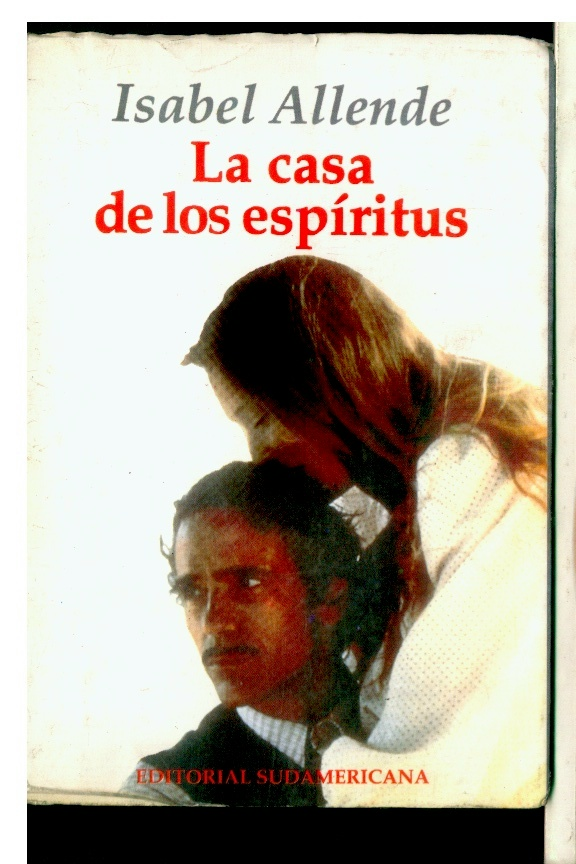 Isabel Allende
La casa
de los espíritus
EDITORIAL SUDAMERICANA